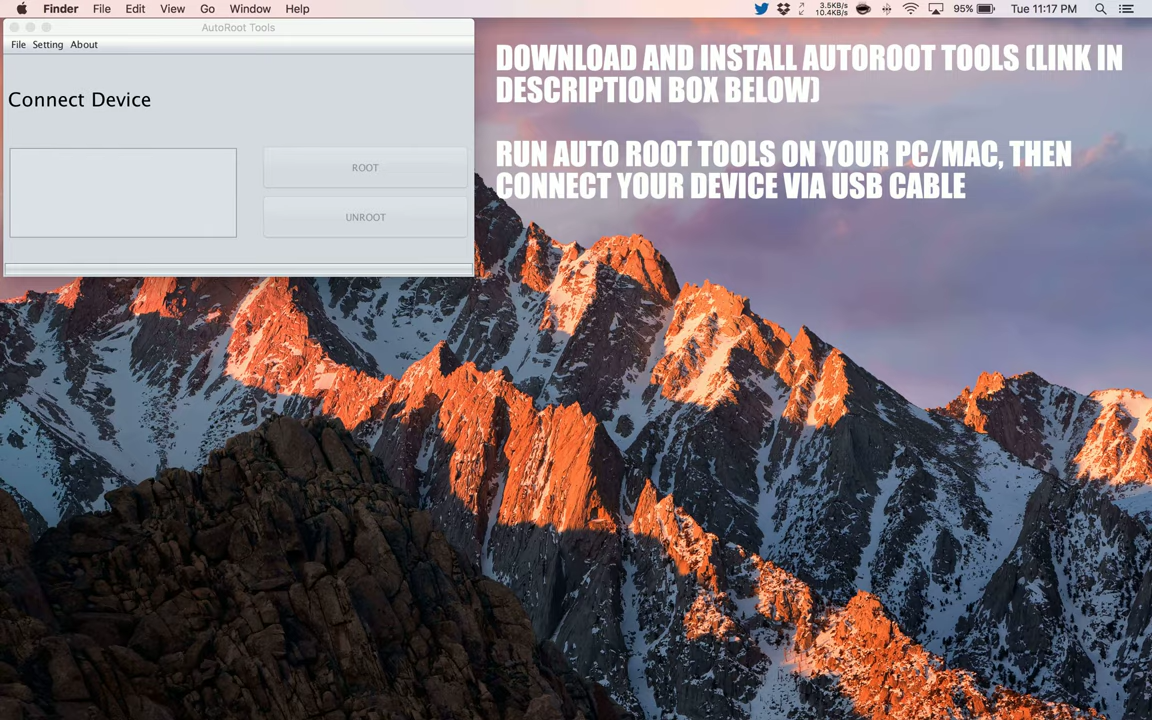 Finder File Edit View Go Window Help 3.5KB/s 10.4KB/s 95% Tue 11:17 PM
AutoRoot Tools
File Setting About
Connect Device
ROOT
UNROOT
DOWNLOAD AND INSTALL AUTOROOT TOOLS (LINK IN
DESCRIPTION BOX BELOW)
RUN AUTO ROOT TOOLS ON YOUR PC/MAC, THEN
CONNECT YOUR DEVICE VIA USB CABLE